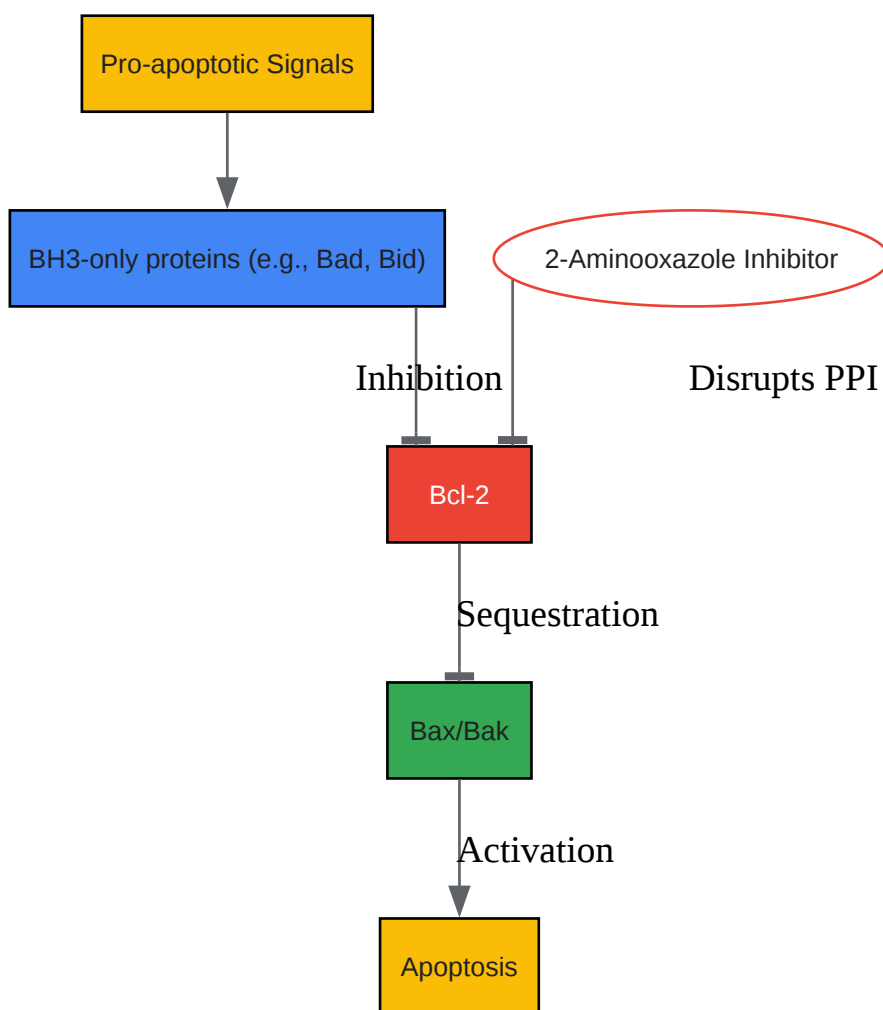 Pro-apoptotic Signals
BH3-only proteins (e.g., Bad, Bid)
2-Aminooxazole Inhibitor
Inhibition
Disrupts PPI
Bcl-2
Sequestration
Bax/Bak
Activation
Apoptosis